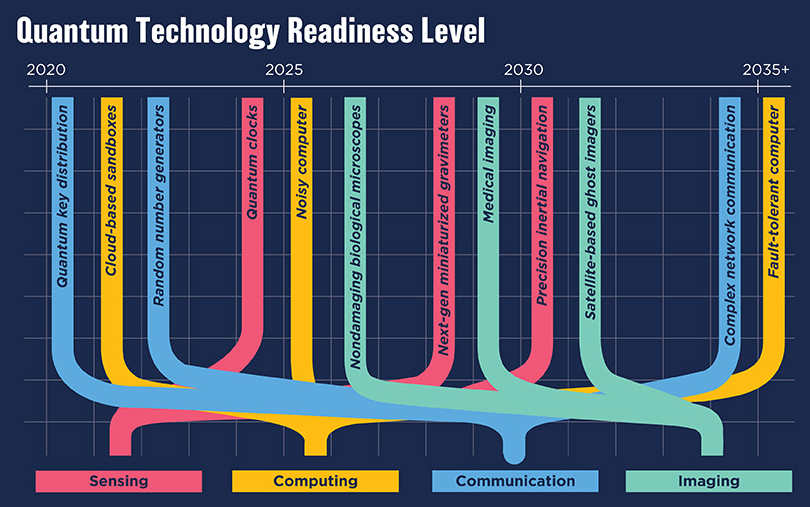 Quantum Technology Readiness Level
2020
2025
2030
2035+
Quantum key distribution
Cloud-based sandboxes
Random number generators
Quantum clocks
Noisy computer
Nondamaging biological microscopes
Next-gen miniaturized gravimeters
Medical imaging
Precision inertial navigation
Satellite-based ghost imagers
Complex network communication
Fault-tolerant computer
Sensing
Computing
Communication
Imaging